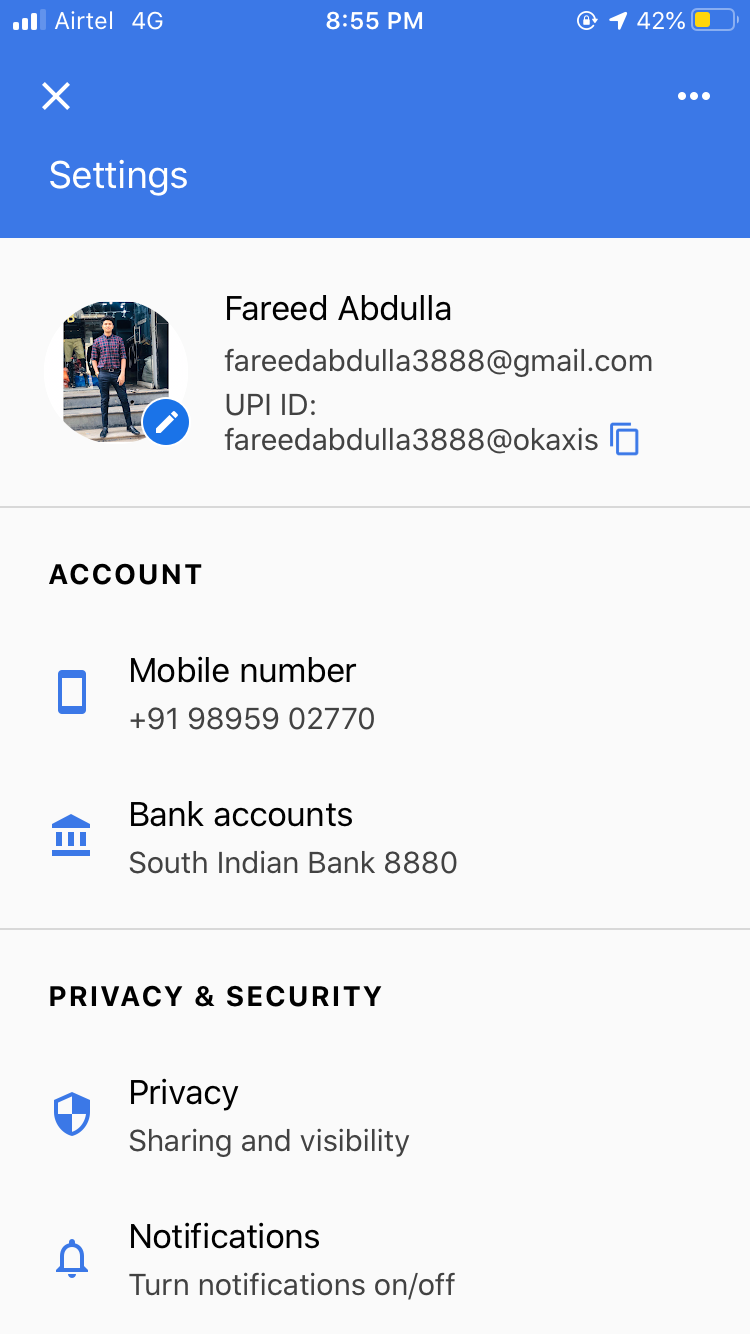 Airtel 4G 8:55 PM 42%
Settings
Fareed Abdulla
fareedabdulla3888@gmail.com
UPI ID:
fareedabdulla3888@okaxis
ACCOUNT
Mobile number
+91 98959 02770
Bank accounts
South Indian Bank 8880
PRIVACY & SECURITY
Privacy
Sharing and visibility
Notifications
Turn notifications on/off